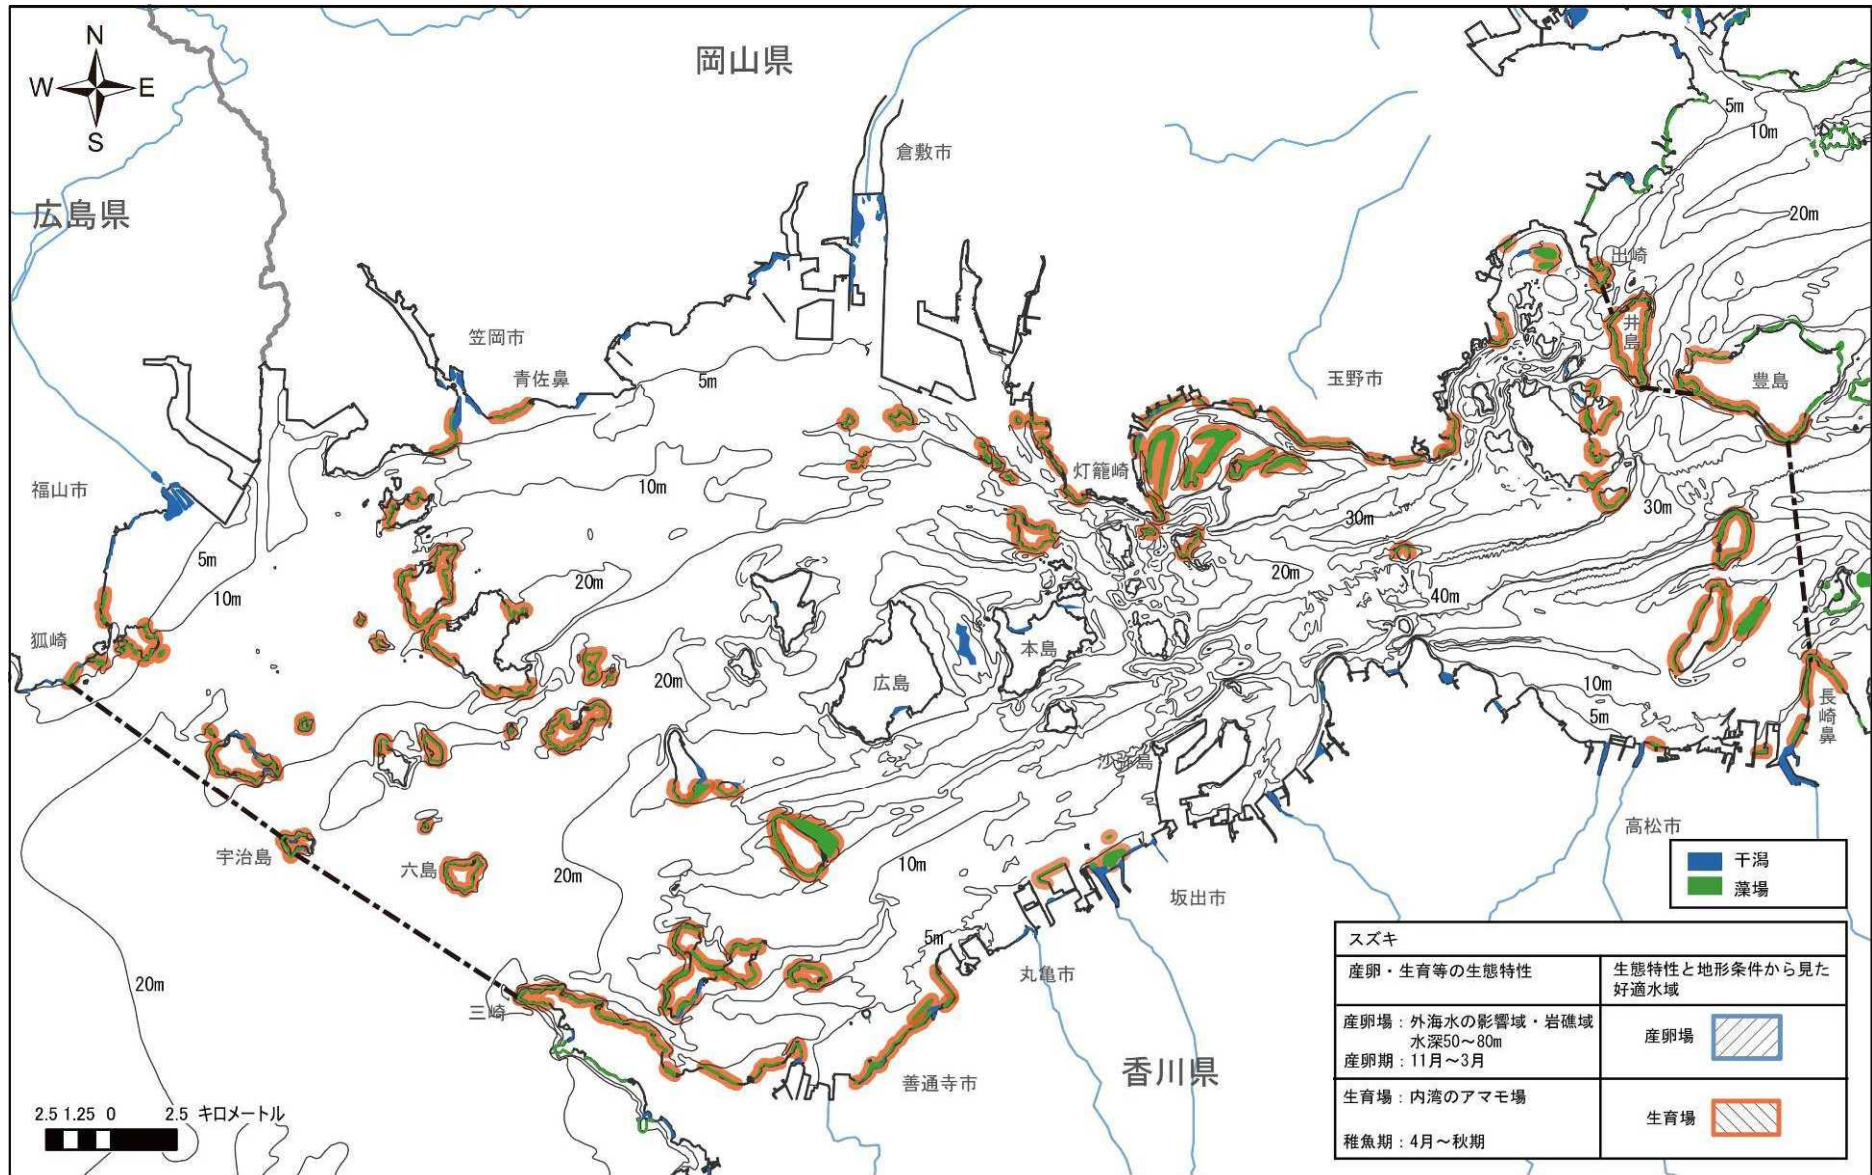 N
W E
S
岡山県
広島県
倉敷市
5m
10m
20m
出崎
井島
豊島
笠岡市
青佐鼻
5m
玉野市
福山市
10m
灯籠崎
30m
30m
5m
10m
20m
20m
40m
狐崎
20m
広島
本島
10m
5m
長崎鼻
沙弥島
高松市
宇治島
六島
20m
10m
坂出市
20m
5m
丸亀市
三崎
善通寺市
香川県
2.5 1.25 0 2.5 キロメートル
干潟
藻場
スズキ
産卵・生育等の生態特性
生態特性と地形条件から見た
好適水域
産卵場：外海水の影響域・岩礁域
水深50～80m
産卵期：11月～3月
産卵場
生育場：内湾のアマモ場
稚魚期：4月～秋期
生育場